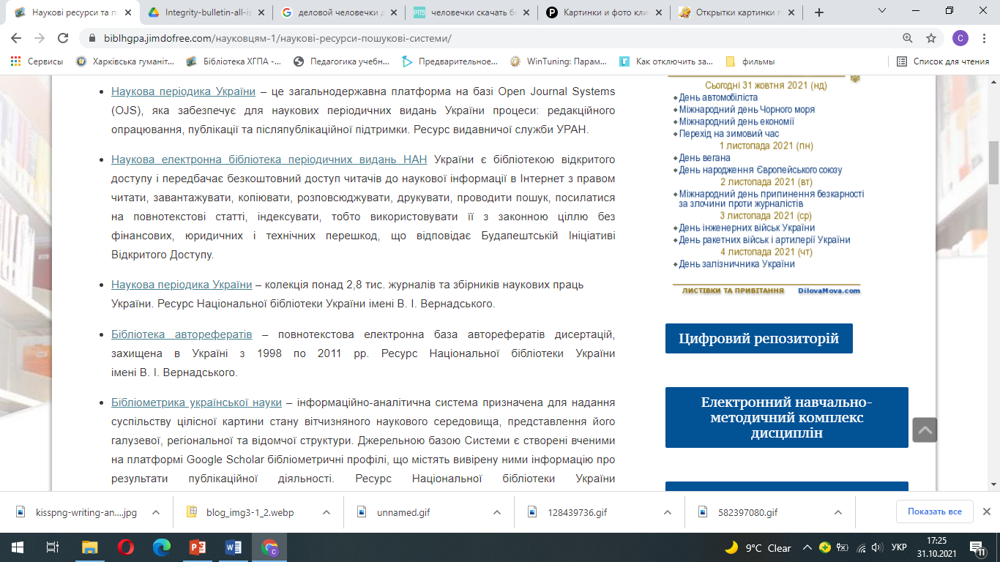 Наукові ресурси та по
Integrity-bulletin-all-is
деловой человечки д
человечки скачать бе
Картинки и фото кли
Открытки картинки г
biblhgpa.jimdofree.com/науковцям-1/наукові-ресурси-пошукові-системи/
Сервисы
Харківська гуманіт...
Бібліотека ХГПА -...
Педагогика учебн...
Предварительное...
WinTuning: Парам...
Как отключить за...
фильмы
Список для чтения
Наукова періодика України – це загальнодержавна платформа на базі Open Journal Systems
(OJS), яка забезпечує для наукових періодичних видань України процеси: редакційного
опрацювання, публікації та післяпублікаційної підтримки. Ресурс видавничої служби УРАН.
Наукова електронна бібліотека періодичних видань НАН України є бібліотекою відкритого
доступу і передбачає безкоштовний доступ читачів до наукової інформації в Інтернет з правом
читати, завантажувати, копіювати, розповсюджувати, друкувати, проводити пошук, посилатися
на повнотекстові статті, індексувати, тобто використовувати її з законною ціллю без
фінансових, юридичних і технічних перешкод, що відповідає Будапештській Ініціативі
Відкритого Доступу.
Наукова періодика України – колекція понад 2,8 тис. журналів та збірників наукових праць
України. Ресурс Національної бібліотеки України імені В. І. Вернадського.
Бібліотека авторефератів – повнотекстова електронна база авторефератів дисертацій,
захищена в Україні з 1998 по 2011 рр. Ресурс Національної бібліотеки України
імені В. І. Вернадського.
Бібліометрика української науки – інформаційно-аналітична система призначена для надання
суспільству цілісної картини стану вітчизняного наукового середовища, представлення його
галузевої, регіональної та відомчої структури. Джерельною базою Системи є створені вченими
на платформі Google Scholar бібліометричні профілі, що містять вивірену ними інформацію про
результати публікаційної діяльності. Ресурс Національної бібліотеки України
Сьогодні 31 жовтня 2021 (нд)
День автомобіліста
Міжнародний день Чорного моря
Міжнародний день економії
Перехід на зимовий час
1 листопада 2021 (пн)
День вегана
День народження Європейського союзу
2 листопада 2021 (вт)
Міжнародний день припинення безкарності
за злочини проти журналістів
3 листопада 2021 (ср)
День інженерних військ України
День ракетних військ і артилерії України
4 листопада 2021 (чт)
День залізничника України
ЛИСТІВКИ ТА ПРИВІТАННЯ DilovaMova.com
Цифровий репозиторій
Електронний навчально-
методичний комплекс
дисциплін
kisspng-writing-an....jpg
blog_img3-1_2.webp
unnamed.gif
128439736.gif
582397080.gif
Показать все
9°C Clear
УКР
17:25
31.10.2021
11